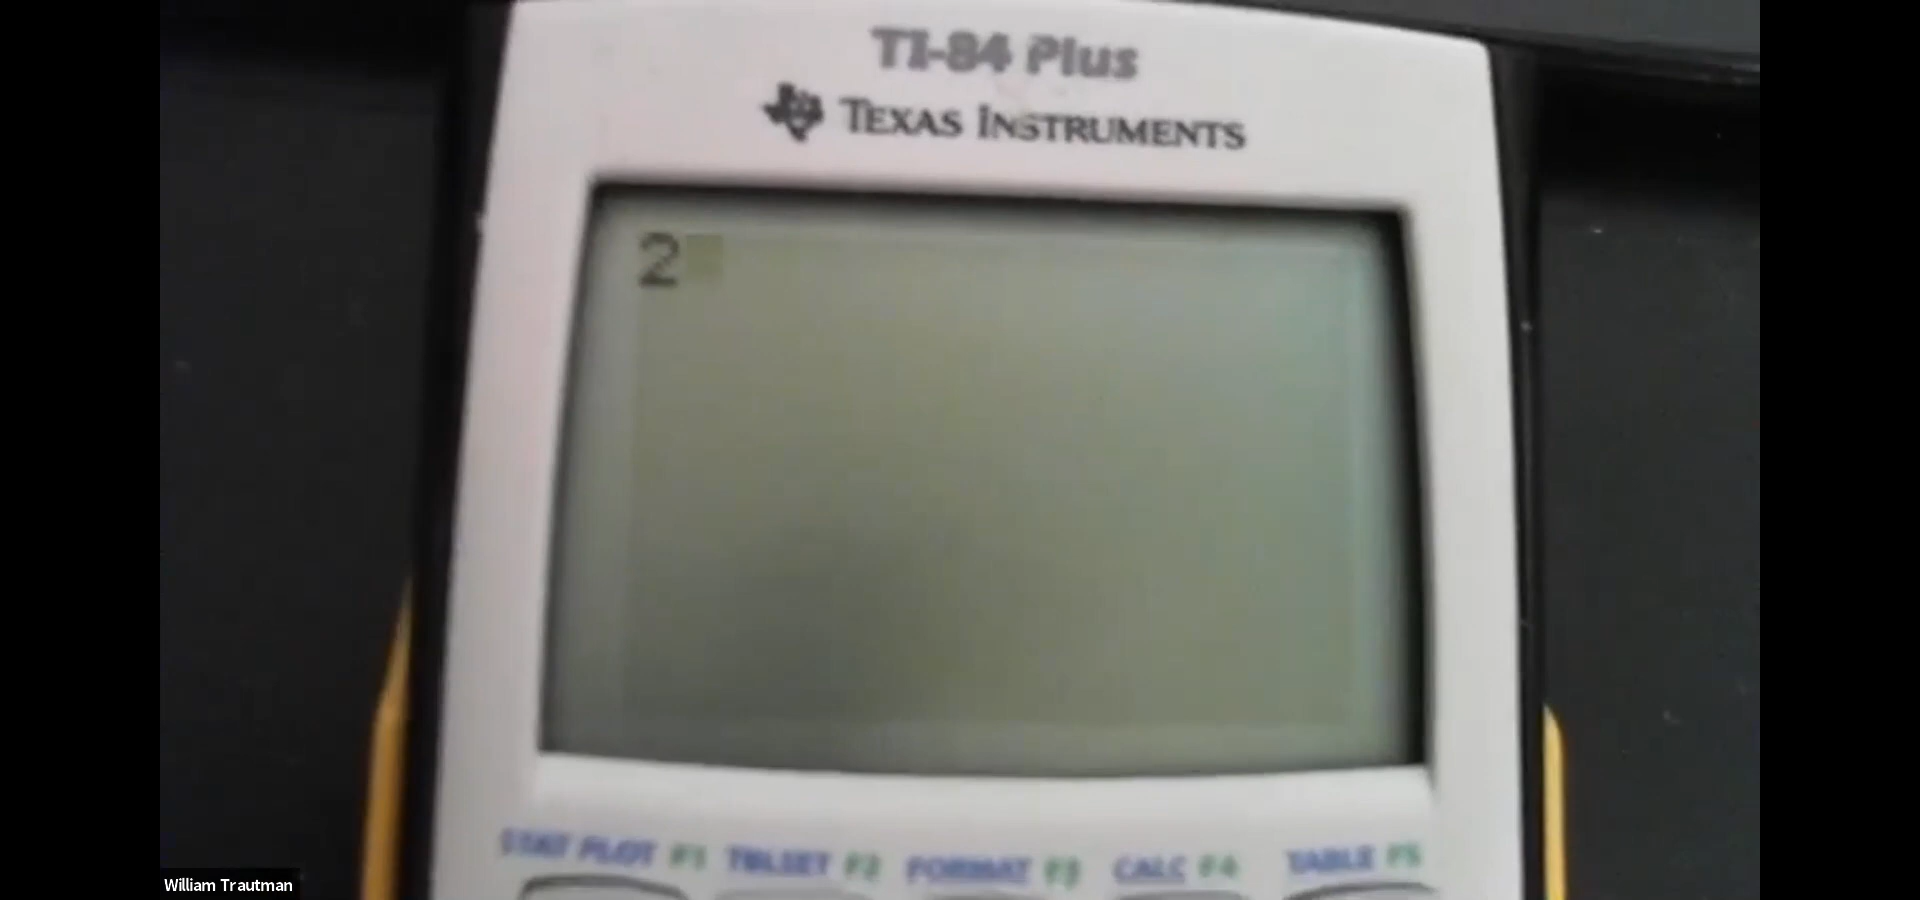 TI-84 Plus
TEXAS INSTRUMENTS
2
STAT PLOT F1 TBLSET F2 FORMAT F3 CALC F4 TABLE F5
William Trautman